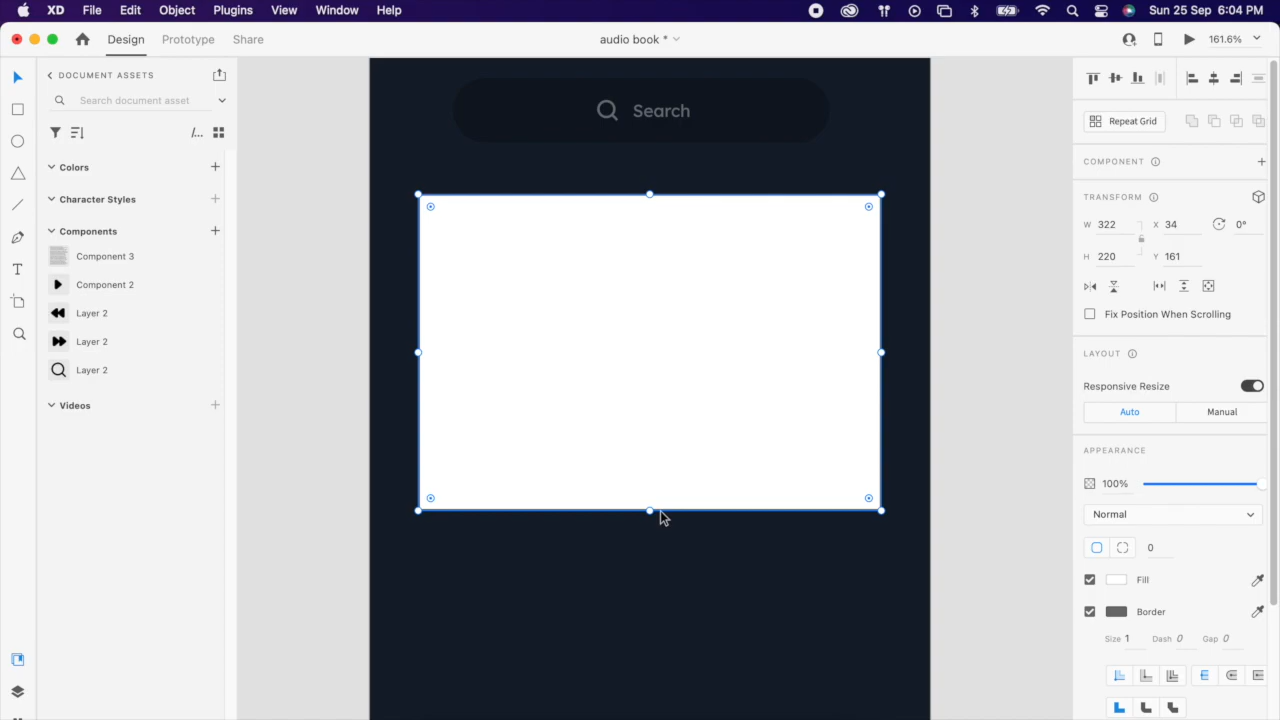 XD File Edit Object Plugins View Window Help Sun 25 Sep 6:04 PM
Design Prototype Share audio book * 161.6%
DOCUMENT ASSETS
Search document asset
/...
Colors
Character Styles
Components
Component 3
Component 2
Layer 2
Layer 2
Layer 2
Videos
Search
Repeat Grid
COMPONENT
TRANSFORM
W 322 X 34 0°
H 220 Y 161
Fix Position When Scrolling
LAYOUT
Responsive Resize
Auto Manual
APPEARANCE
100%
Normal
0
Fill
Border
Size 1 Dash 0 Gap 0